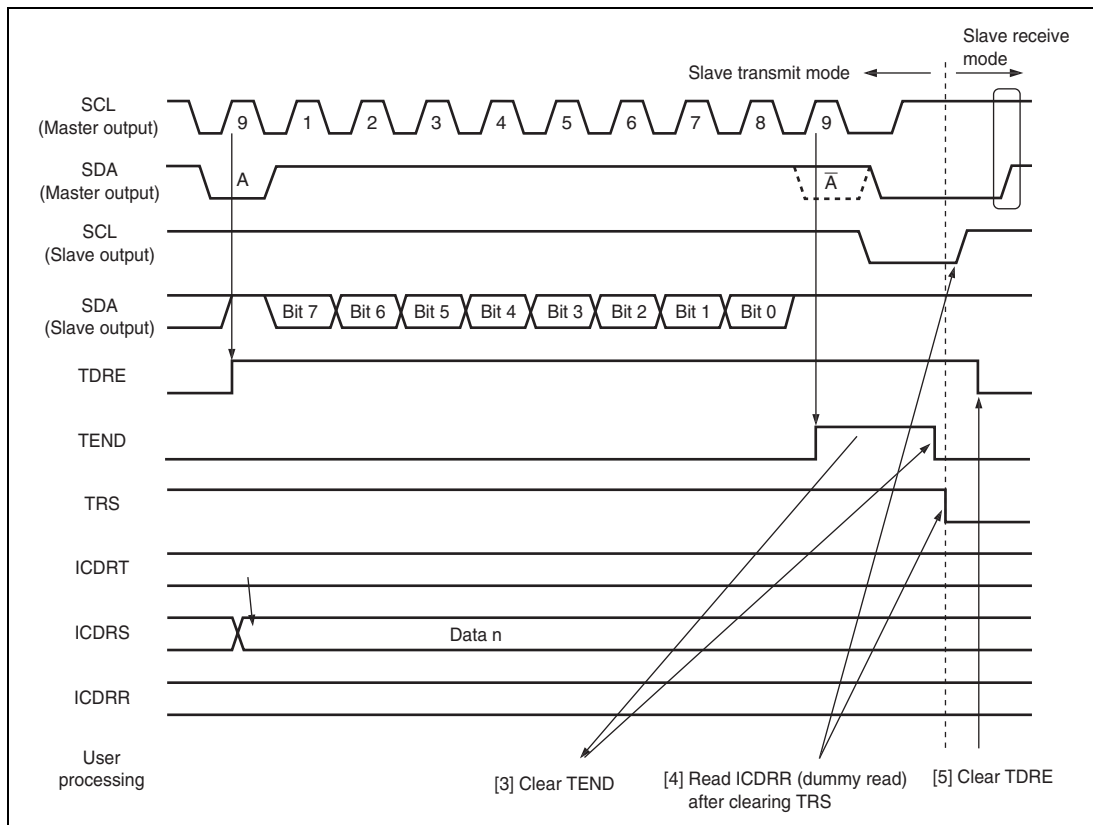 Slave receive
mode
Slave transmit mode
SCL
(Master output)
9 1 2 3 4 5 6 7 8 9
SDA
(Master output)
A A̅
SCL
(Slave output)
SDA
(Slave output)
Bit 7 Bit 6 Bit 5 Bit 4 Bit 3 Bit 2 Bit 1 Bit 0
TDRE
TEND
TRS
ICDRT
ICDRS
Data n
ICDRR
User
processing
[3] Clear TEND
[4] Read ICDRR (dummy read)
after clearing TRS
[5] Clear TDRE